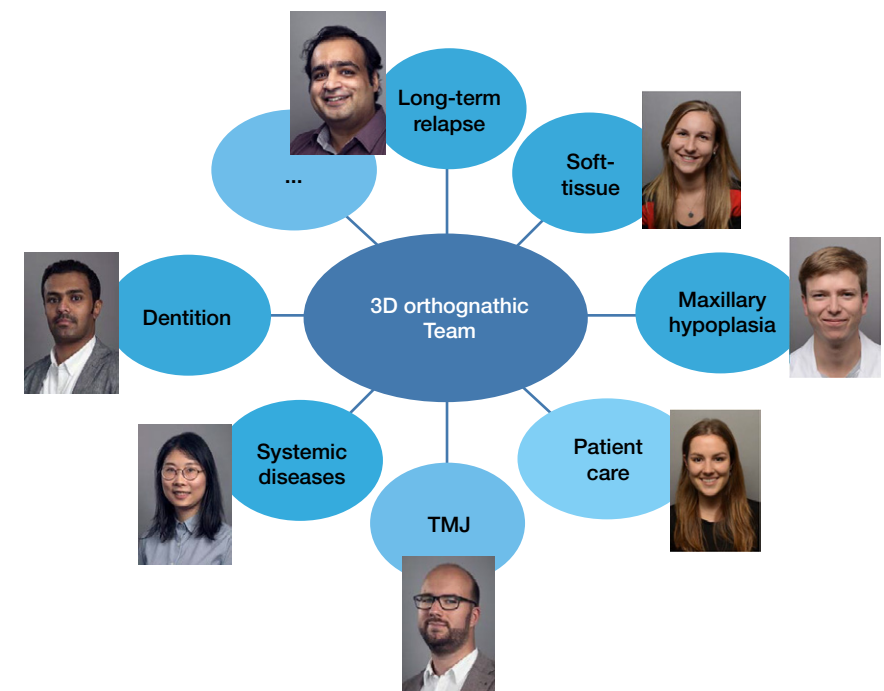 Long-term
relapse
Soft-
tissue
...
Maxillary
hypoplasia
3D orthognathic
Team
Dentition
Patient
care
Systemic
diseases
TMJ